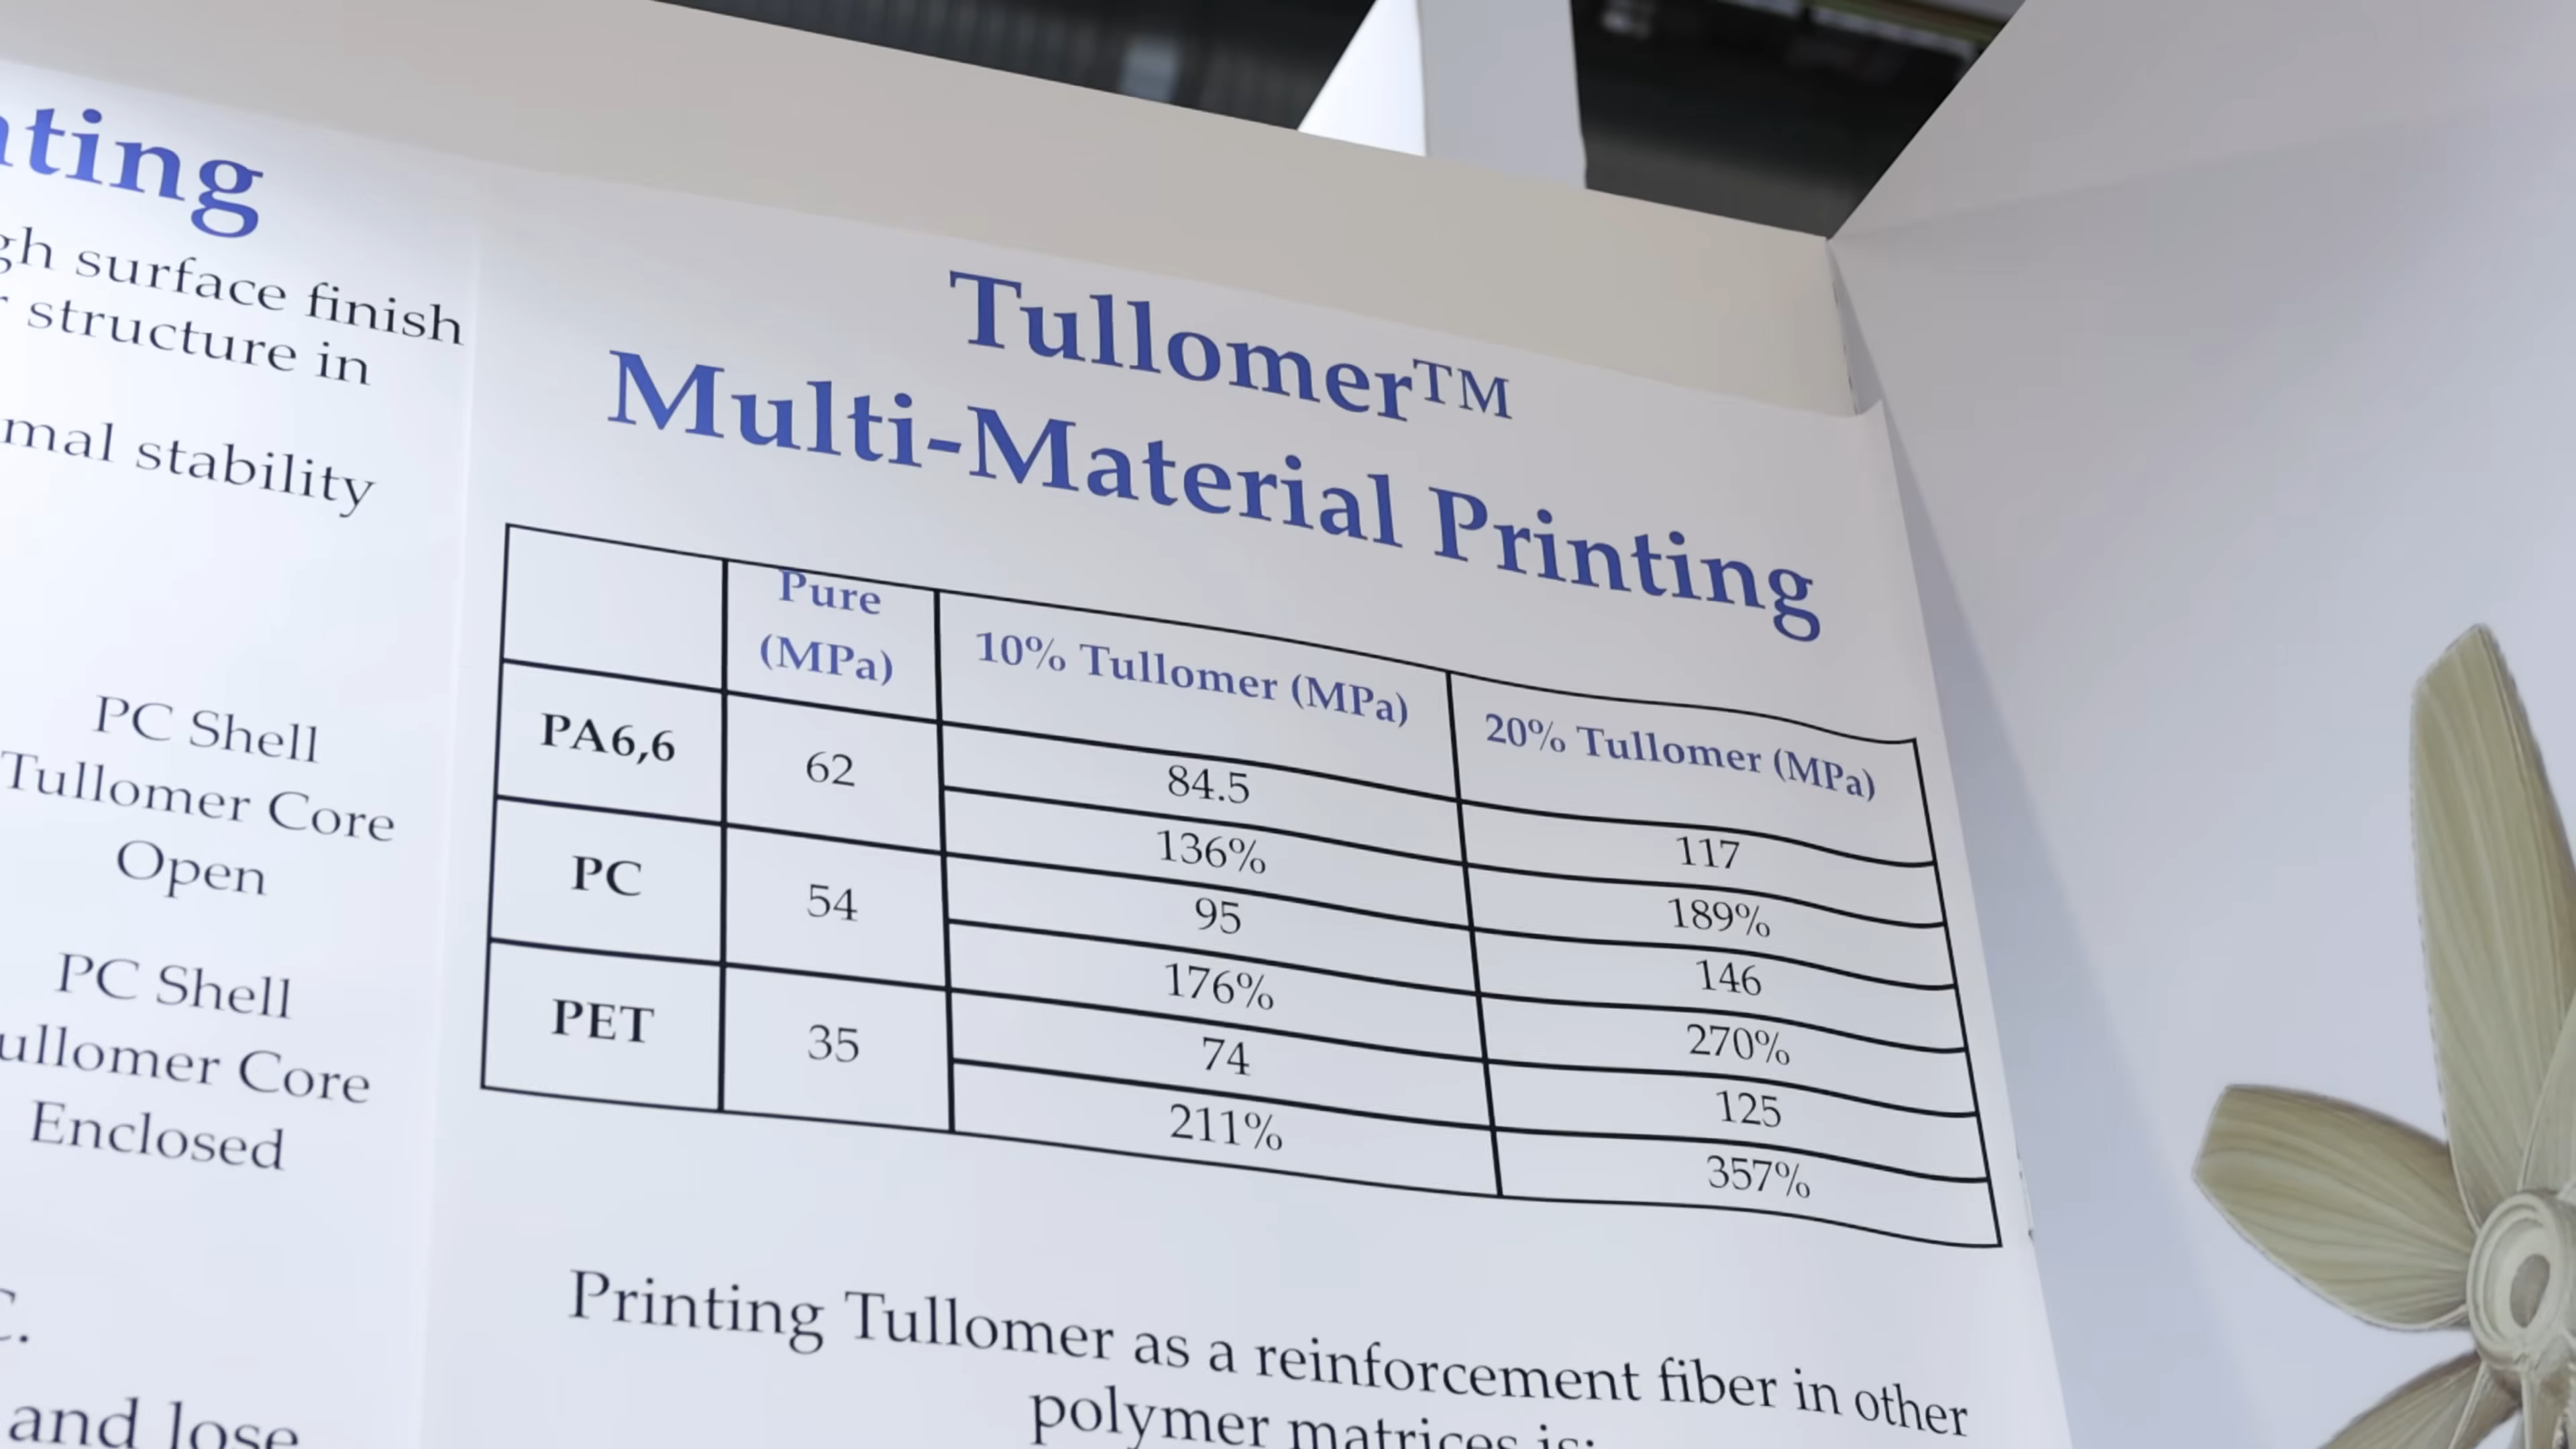 ting
gh surface finish
structure in
mal stability
PC Shell
Tullomer Core
Open
PC Shell
ullomer Core
Enclosed
C.
and lose
Tullomer™
Multi-Material Printing
Pure
(MPa)
10% Tullomer (MPa)
20% Tullomer (MPa)
PA6,6
62
84.5
117
136%
189%
PC
54
95
146
176%
270%
PET
35
74
125
211%
357%
Printing Tullomer as a reinforcement fiber in other
polymer matrices is: